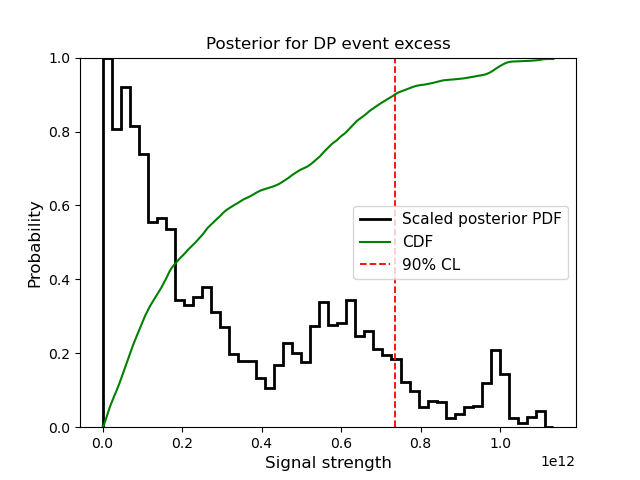 Posterior for DP event excess
1.0
0.8
0.6
0.4
0.2
0.0
Probability
Scaled posterior PDF
CDF
90% CL
0.0 0.2 0.4 0.6 0.8 1.0
1e12
Signal strength